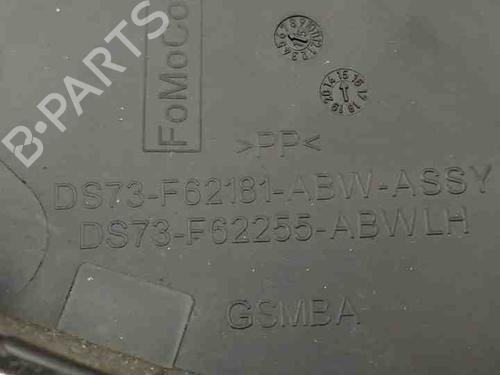 B-PARTS
FoMoCo
>PP<
DS73-F62181-ABW-ASSY
DS73-F62255-ABWLH
GSMBA